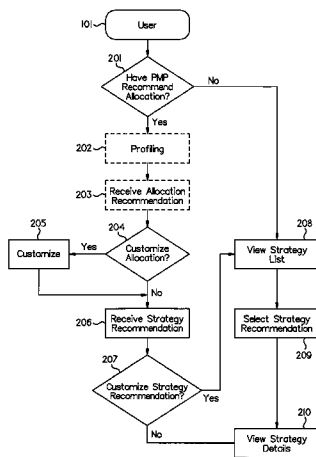 101
User
201
Have PMP
Recommend
Allocation?
No
Yes
202
Profiling
203
Receive Allocation
Recommendation
204
205
Customize
Yes
Customize
Allocation?
No
208
View Strategy
List
206
Receive Strategy
Recommendation
Select Strategy
Recommendation
209
207
Customize Strategy
Recommendation?
Yes
No
210
View Strategy
Details